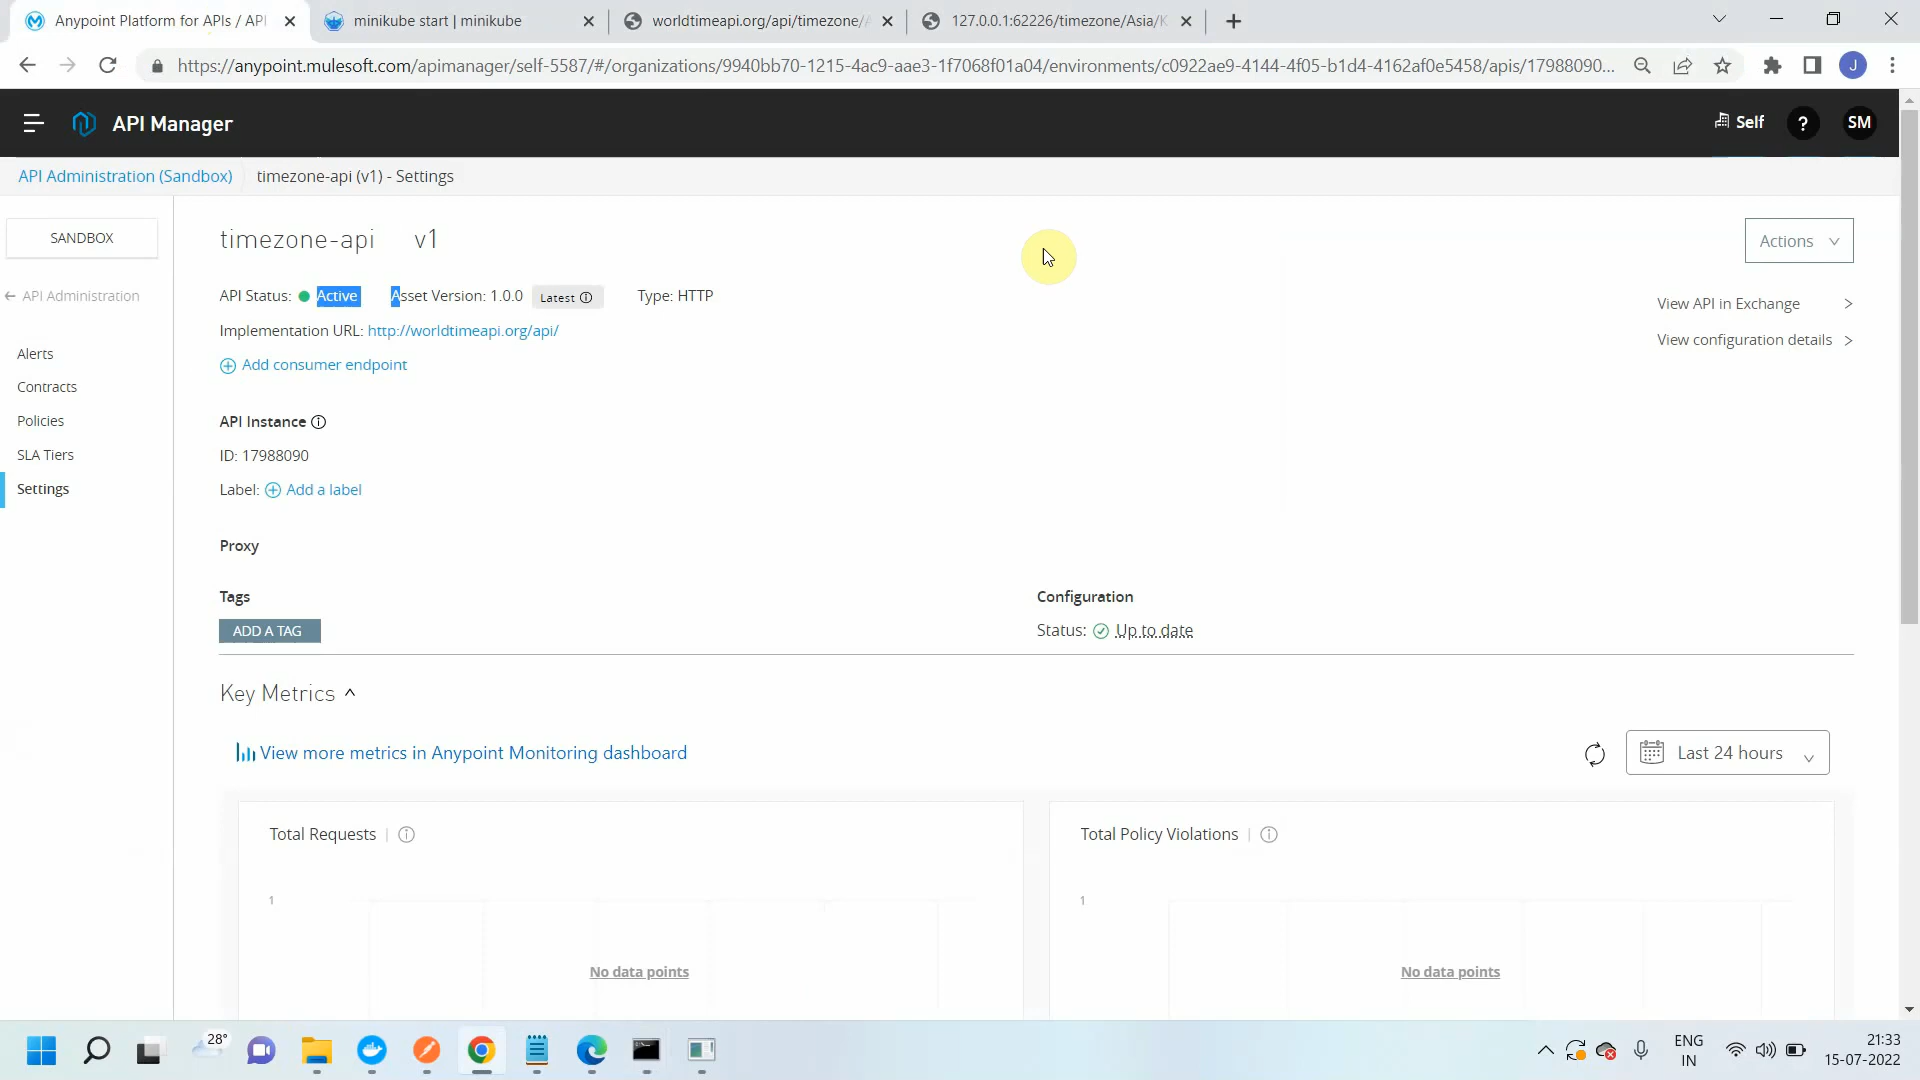 Anypoint Platform for APIs / API
minikube start | minikube
worldtimeapi.org/api/timezone/A
127.0.0.1:62226/timezone/Asia/K
https://anypoint.mulesoft.com/apimanager/self-5587/#/organizations/9940bb70-1215-4ac9-aae3-1f7068f01a04/environments/c0922ae9-4144-4f05-b1d4-4162af0e5458/apis/17988090...
J
API Manager
Self
?
SM
API Administration (Sandbox)
timezone-api (v1) - Settings
SANDBOX
API Administration
Alerts
Contracts
Policies
SLA Tiers
Settings
timezone-api v1
Actions
API Status: Active Asset Version: 1.0.0 Latest Type: HTTP
Implementation URL: http://worldtimeapi.org/api/
Add consumer endpoint
View API in Exchange >
View configuration details >
API Instance
ID: 17988090
Label: Add a label
Proxy
Tags
ADD A TAG
Configuration
Status: Up to date
Key Metrics
View more metrics in Anypoint Monitoring dashboard
Last 24 hours
Total Requests
1
No data points
Total Policy Violations
1
No data points
28°
ENG
IN
21:33
15-07-2022